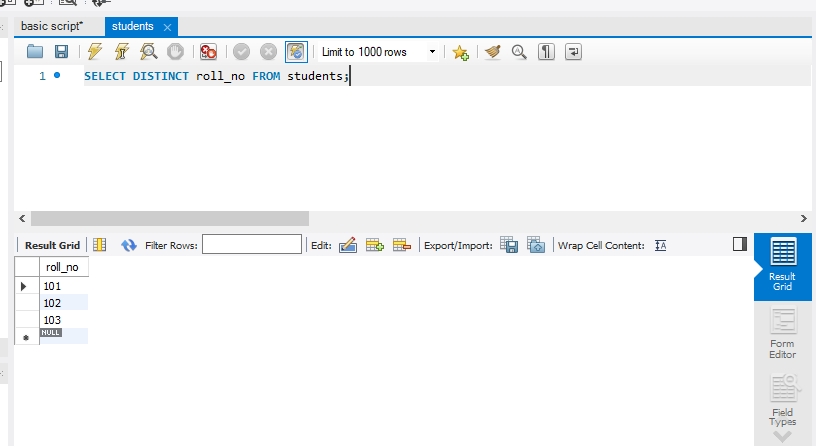 basic script*
students
Limit to 1000 rows
1
SELECT DISTINCT roll_no FROM students;
Result Grid
Filter Rows:
Edit:
Export/Import:
Wrap Cell Content:
roll_no
101
102
103
NULL
Result
Grid
Form
Editor
Field
Types